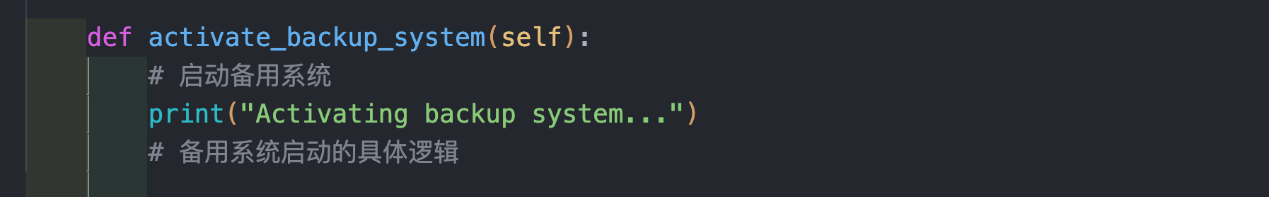 def activate_backup_system(self):
# 启动备用系统
print("Activating backup system...")
# 备用系统启动的具体逻辑